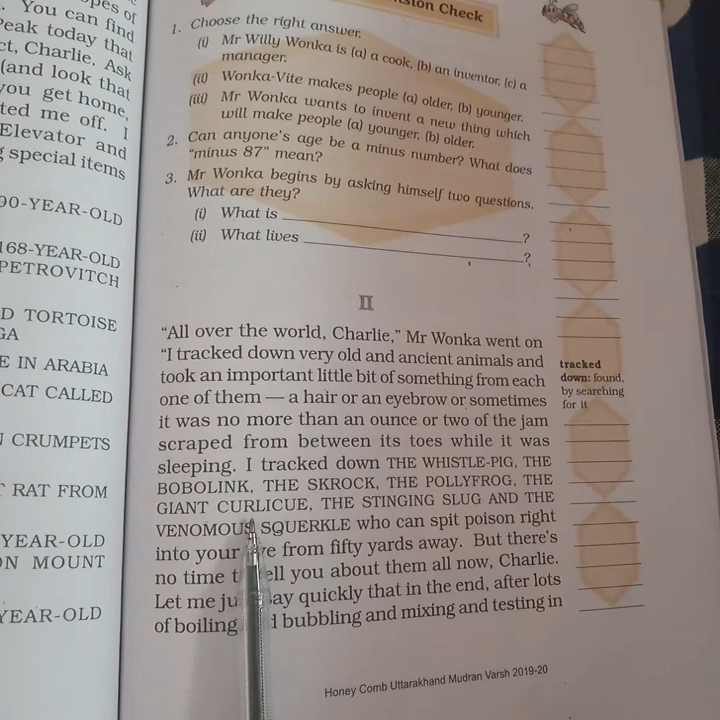 opes of
. You can find
Peak today that
ct, Charlie. Ask
(and look that
you get home,
ted me off. I
Elevator and
g special items
90-YEAR-OLD
168-YEAR-OLD
PETROVITCH
D TORTOISE
GA
E IN ARABIA
CAT CALLED
N CRUMPETS
T RAT FROM
YEAR-OLD
ON MOUNT
YEAR-OLD
Check
1. Choose the right answer.
(i) Mr Willy Wonka is (a) a cook, (b) an inventor, (c) a
manager.
(ii) Wonka-Vite makes people (a) older, (b) younger.
(iii) Mr Wonka wants to invent a new thing which
will make people (a) younger, (b) older.
2. Can anyone's age be a minus number? What does
"minus 87" mean?
3. Mr Wonka begins by asking himself two questions.
What are they?
(i) What is ____________________?
(ii) What lives ____________________?
II
"All over the world, Charlie," Mr Wonka went on
"I tracked down very old and ancient animals and
took an important little bit of something from each
one of them — a hair or an eyebrow or sometimes
it was no more than an ounce or two of the jam
scraped from between its toes while it was
sleeping. I tracked down THE WHISTLE-PIG, THE
BOBOLINK, THE SKROCK, THE POLLYFROG, THE
GIANT CURLICUE, THE STINGING SLUG AND THE
VENOMOUS SQUERKLE who can spit poison right
into your eye from fifty yards away. But there's
no time to tell you about them all now, Charlie.
Let me just say quickly that in the end, after lots
of boiling and bubbling and mixing and testing in
tracked
down: found,
by searching
for it
Honey Comb Uttarakhand Mudran Varsh 2019-20